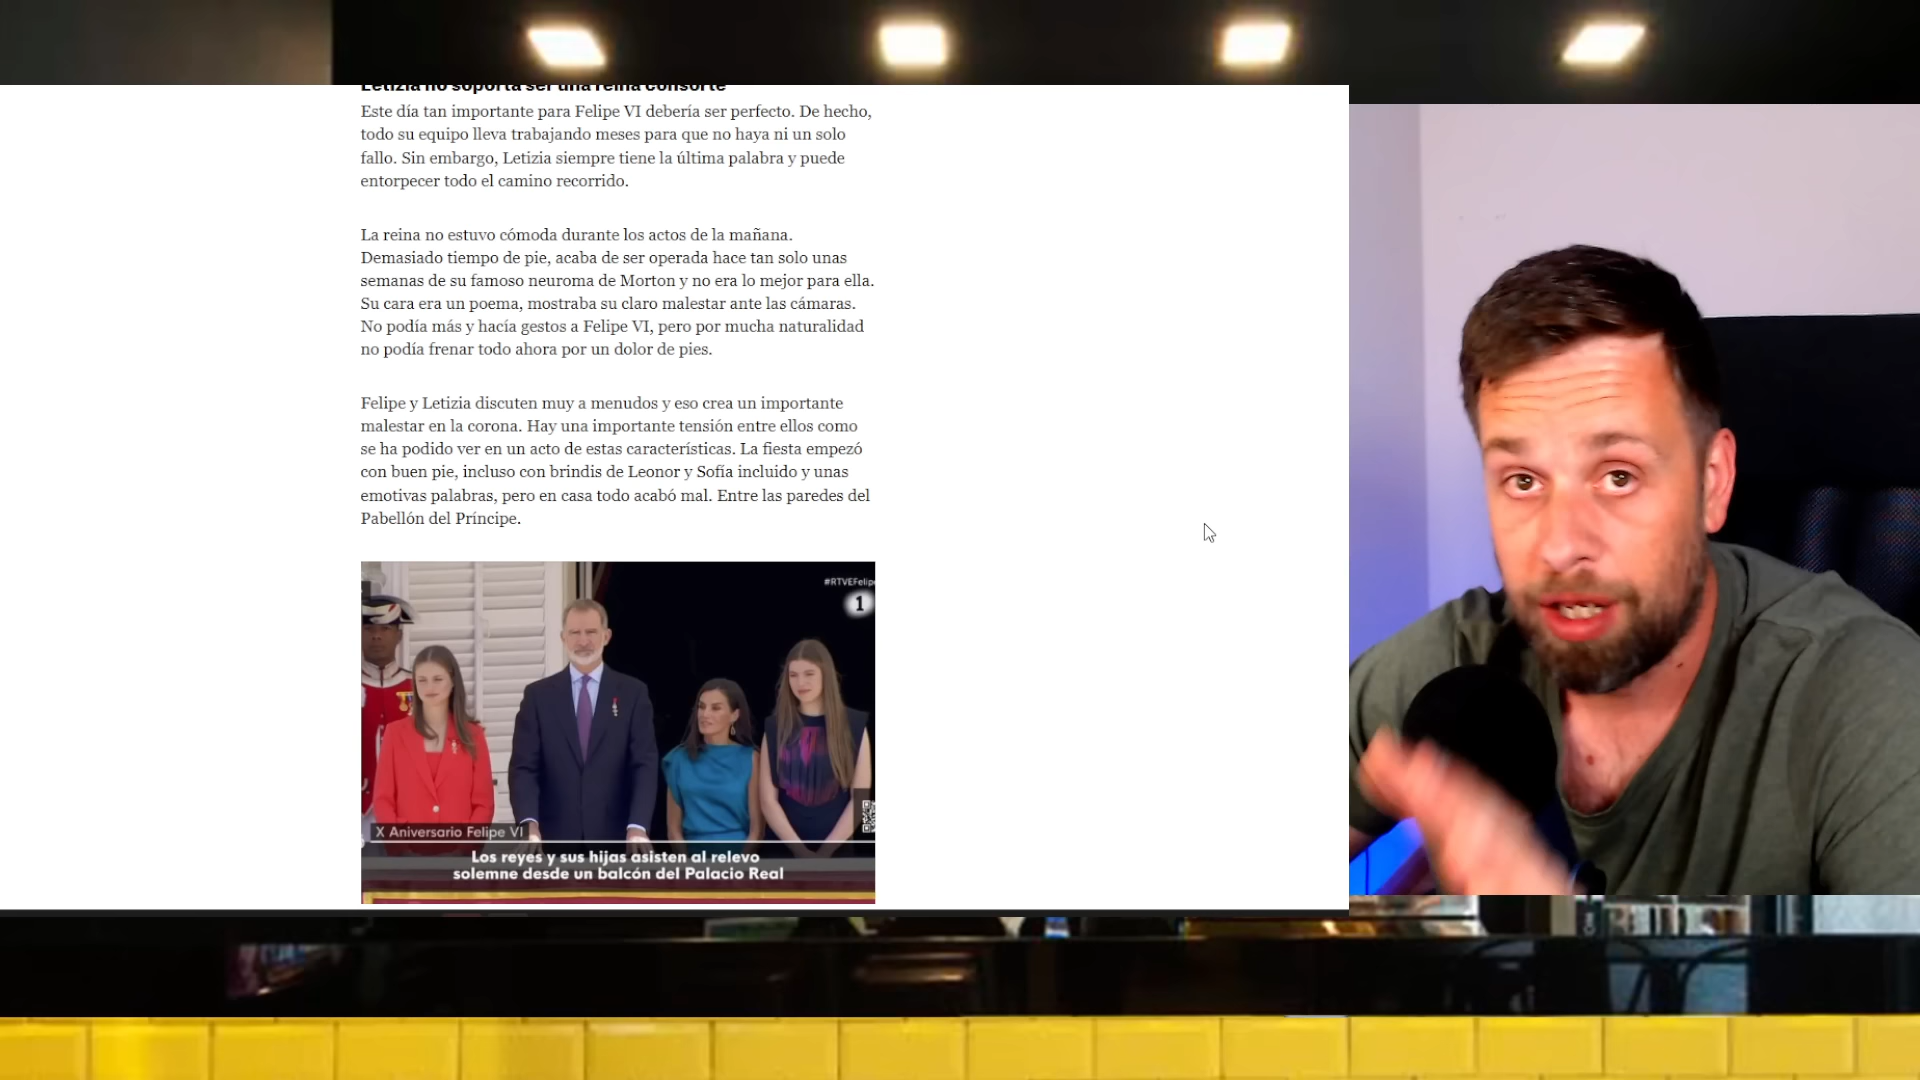 Letizia no soporta ser una reina consorte
Este día tan importante para Felipe VI debería ser perfecto. De hecho,
todo su equipo lleva trabajando meses para que no haya ni un solo
fallo. Sin embargo, Letizia siempre tiene la última palabra y puede
entorpecer todo el camino recorrido.
La reina no estuvo cómoda durante los actos de la mañana.
Demasiado tiempo de pie, acaba de ser operada hace tan solo unas
semanas de su famoso neuroma de Morton y no era lo mejor para ella.
Su cara era un poema, mostraba su claro malestar ante las cámaras.
No podía más y hacía gestos a Felipe VI, pero por mucha naturalidad
no podía frenar todo ahora por un dolor de pies.
Felipe y Letizia discuten muy a menudos y eso crea un importante
malestar en la corona. Hay una importante tensión entre ellos como
se ha podido ver en un acto de estas características. La fiesta empezó
con buen pie, incluso con brindis de Leonor y Sofía incluido y unas
emotivas palabras, pero en casa todo acabó mal. Entre las paredes del
Pabellón del Príncipe.
#RTVEFelip
1
X Aniversario Felipe VI
Los reyes y sus hijas asisten al relevo
solemne desde un balcón del Palacio Real